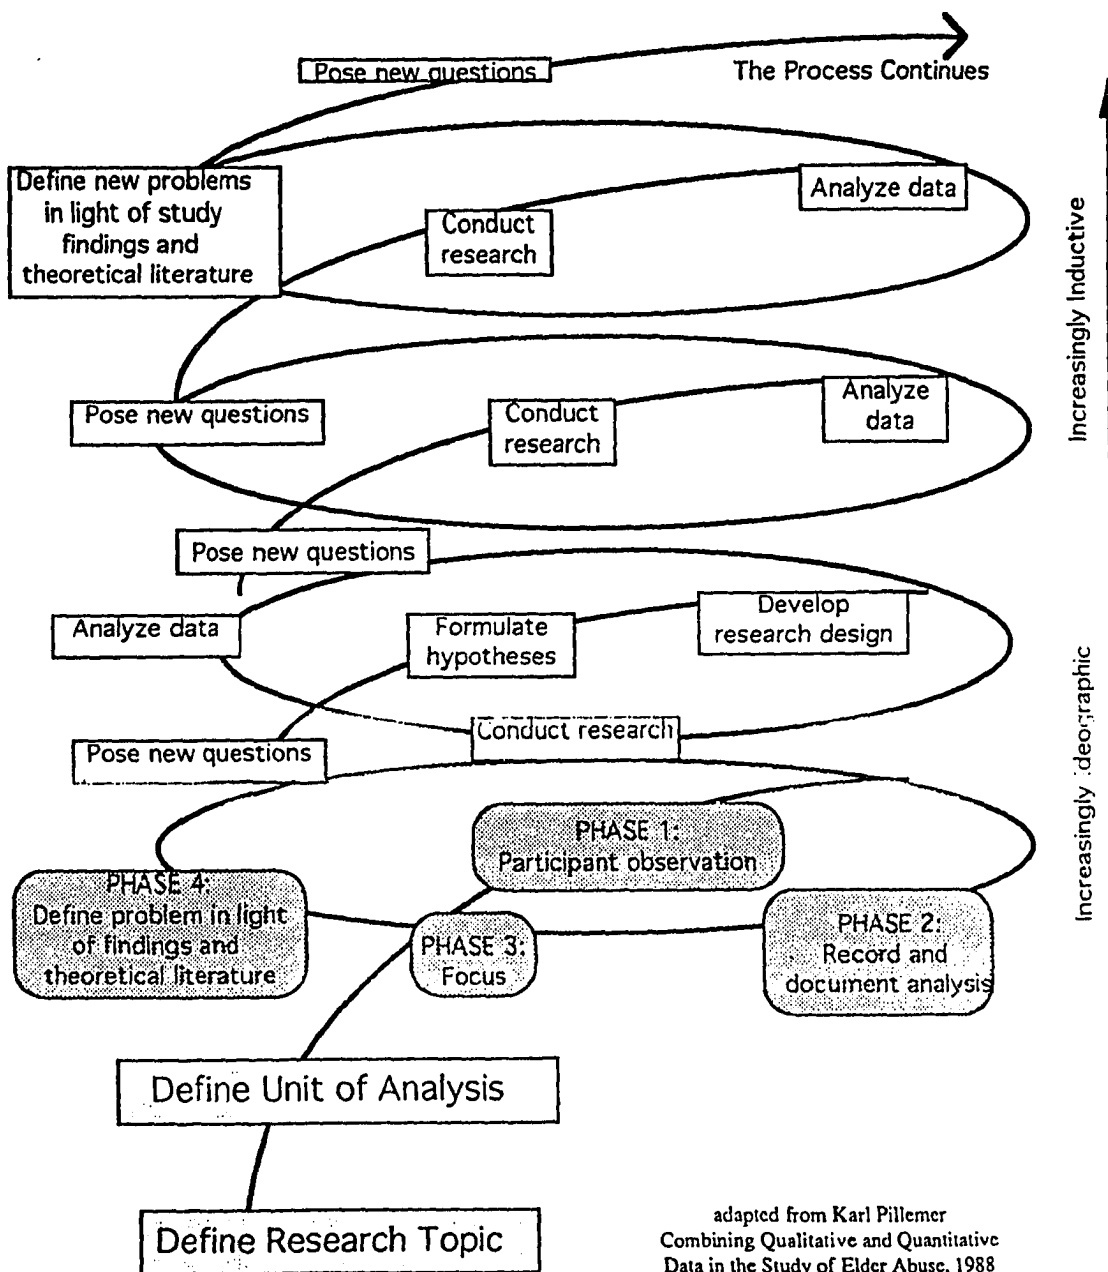 Pose new questions
The Process Continues
Define new problems
in light of study
findings and
theoretical literature
Conduct
research
Analyze data
Increasingly Inductive
Pose new questions
Conduct
research
Analyze
data
Pose new questions
Analyze data
Formulate
hypotheses
Develop
research design
Conduct research
Pose new questions
Increasingly
PHASE 1:
Participant observation
PHASE 2:
Record and
document analysis
PHASE 3:
Focus
PHASE 4:
Define problem in light
of findings and
theoretical literature
Define Unit of Analysis
Define Research Topic
adapted from Karl Pillemer
Combining Qualitative and Quantitative
Data in the Study of Elder Abuse, 1988